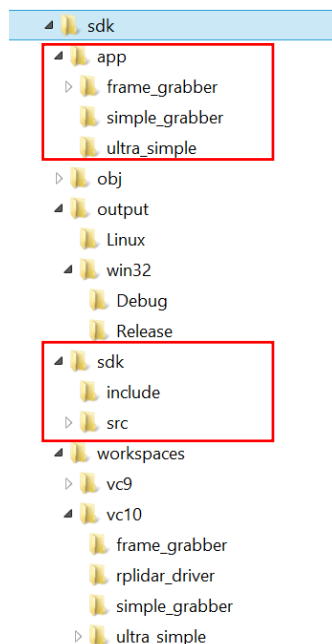 sdk
app
frame_grabber
simple_grabber
ultra_simple
obj
output
Linux
win32
Debug
Release
sdk
include
src
workspaces
vc9
vc10
frame_grabber
rplidar_driver
simple_grabber
ultra_simple